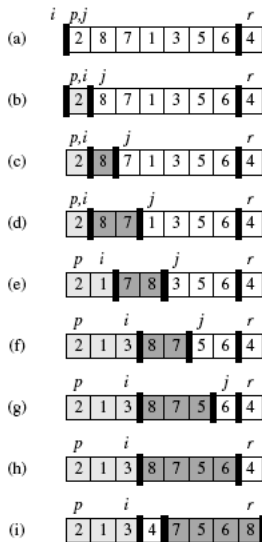 i p,j r
(a) 2 8 7 1 3 5 6 4
p,i j r
(b) 2 8 7 1 3 5 6 4
p,i j r
(c) 2 8 7 1 3 5 6 4
p,i j r
(d) 2 8 7 1 3 5 6 4
p i j r
(e) 2 1 7 8 3 5 6 4
p i j r
(f) 2 1 3 8 7 5 6 4
p i j r
(g) 2 1 3 8 7 5 6 4
p i r
(h) 2 1 3 8 7 5 6 4
p i r
(i) 2 1 3 4 7 5 6 8